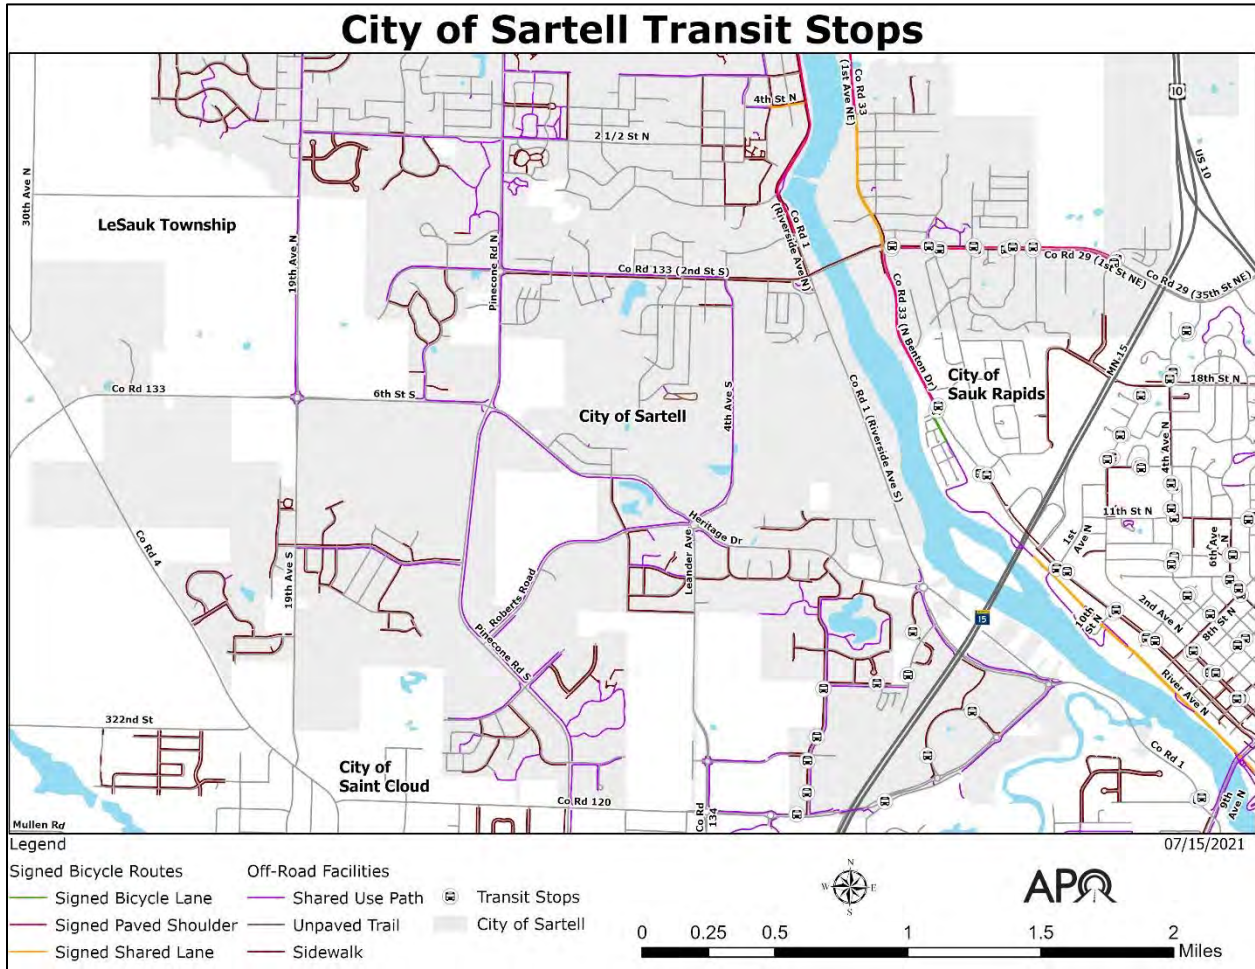 City of Sartell Transit Stops
4th St N
Co Rd 33
(1st Ave NE)
10
US 10
2 1/2 St N
30th Ave N
LeSauk Township
19th Ave N
Pinecone Rd N
Co Rd 1
(Riverside Ave N)
Co Rd 133 (2nd St S)
Co Rd 29 (1st St NE)
Co Rd 29 (35th St NE)
Co Rd 33 (N Benton Dr)
MN-15
City of
Sauk Rapids
18th St N
Co Rd 133
6th St S
City of Sartell
4th Ave S
Co Rd 1 (Riverside Ave S)
4th Ave N
11th St N
1st
Ave N
6th Ave
N
Heritage Dr
Co Rd 4
19th Ave S
Roberts Road
Leander Ave
2nd Ave N
8th St N
10th
St N
15
Pinecone Rd S
River Ave N
322nd St
City of
Saint Cloud
Co Rd 120
Co Rd
134
Co Rd 1
9th
Ave N
Mullen Rd
07/15/2021
Legend
Signed Bicycle Routes
Signed Bicycle Lane
Signed Paved Shoulder
Signed Shared Lane
Off-Road Facilities
Shared Use Path
Unpaved Trail
Sidewalk
Transit Stops
City of Sartell
N
W E
S
APO
0 0.25 0.5 1 1.5 2
Miles